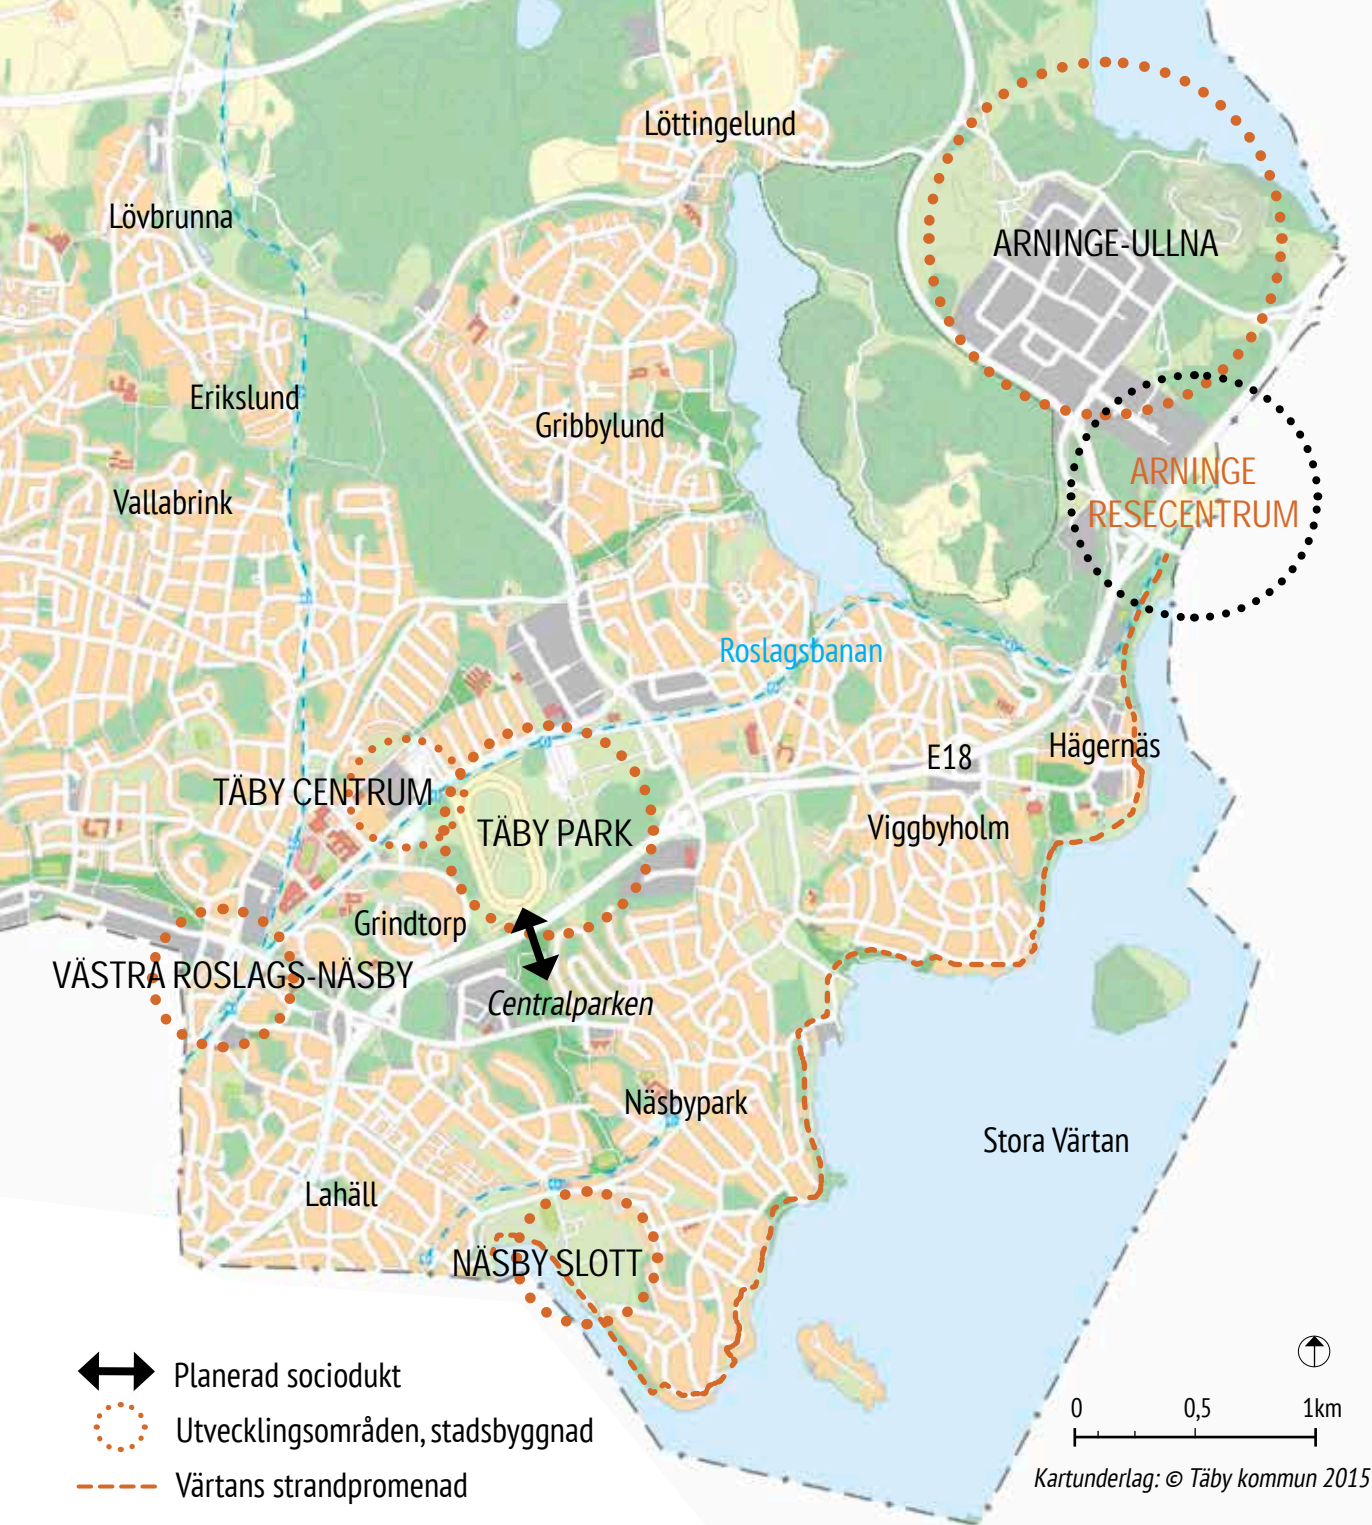 Löttingelund
Lövbrunna
ARNINGE-ULLNA
Erikslund
Gribbylund
Vallabrink
ARNINGE
RESECENTRUM
Roslagsbanan
E18
Hägernäs
TÄBY CENTRUM
TÄBY PARK
Viggbyholm
Grindtorp
VÄSTRA ROSLAGS-NÄSBY
Centralparken
Näsbypark
Stora Värtan
Lahäll
NÄSBY SLOTT
Planerad sociodukt
Utvecklingsområden, stadsbyggnad
Värtans strandpromenad
0 0,5 1km
Kartunderlag: © Täby kommun 2015